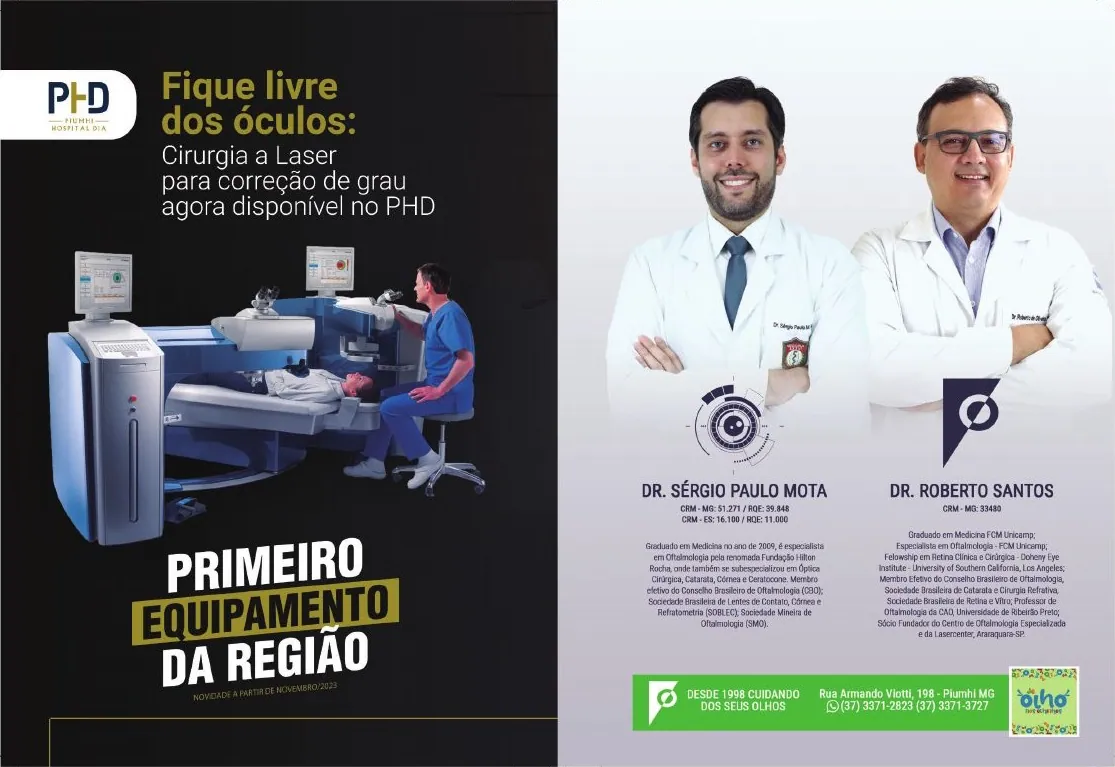 PHD
PIUMHI
HOSPITAL DIA
Fique livre
dos óculos:
Cirurgia a Laser
para correção de grau
agora disponível no PHD
PRIMEIRO
EQUIPAMENTO
DA REGIÃO
NOVIDADE A PARTIR DE NOVEMBRO/2023
Dr. Sérgio Paulo M
Dr. Roberto de
DR. SÉRGIO PAULO MOTA
CRM - MG: 51.271 / RQE: 39.848
CRM - ES: 16.100 / RQE: 11.000
Graduado em Medicina no ano de 2009, é especialista
em Oftalmologia pela renomada Fundação Hilton
Rocha, onde também se subespecializou em Óptica
Cirúrgica, Catarata, Córnea e Ceratocone. Membro
efetivo do Conselho Brasileiro de Oftalmologia (CBO);
Sociedade Brasileira de Lentes de Contato, Córnea e
Refratometria (SOBLEC); Sociedade Mineira de
Oftalmologia (SMO).
DR. ROBERTO SANTOS
CRM - MG: 33480
Graduado em Medicina FCM Unicamp;
Especialista em Oftalmologia - FCM Unicamp;
Fellowship em Retina Clínica e Cirúrgica - Doheny Eye
Institute - University of Southern California, Los Angeles;
Membro Efetivo do Conselho Brasileiro de Oftalmologia,
Sociedade Brasileira de Catarata e Cirurgia Refrativa,
Sociedade Brasileira de Retina e Vítro; Professor de
Oftalmologia da CAO, Universidade de Ribeirão Preto;
Sócio Fundador do Centro de Oftalmologia Especializada
e da Lasercenter, Araraquara-SP.
DESDE 1998 CUIDANDO
DOS SEUS OLHOS
Rua Armando Viotti, 198 - Piumhi MG
(37) 3371-2823 (37) 3371-3727
olho